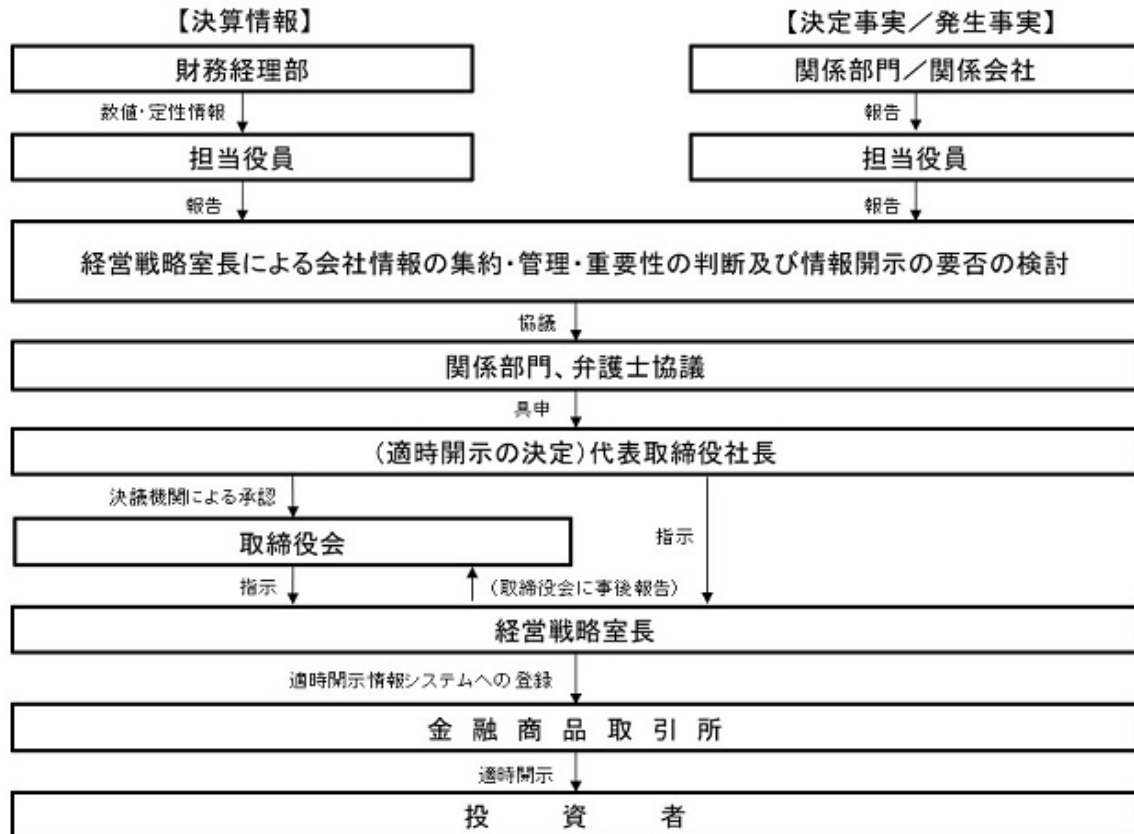 【決算情報】
【決定事実／発生事実】
財務経理部
関係部門／関係会社
数値・定性情報
報告
担当役員
担当役員
報告
報告
経営戦略室長による会社情報の集約・管理・重要性の判断及び情報開示の要否の検討
協議
関係部門、弁護士協議
具申
(適時開示の決定)代表取締役社長
決議機関による承認
取締役会
指示
指示
(取締役会に事後報告)
経営戦略室長
適時開示情報システムへの登録
金融商品取引所
適時開示
投資者